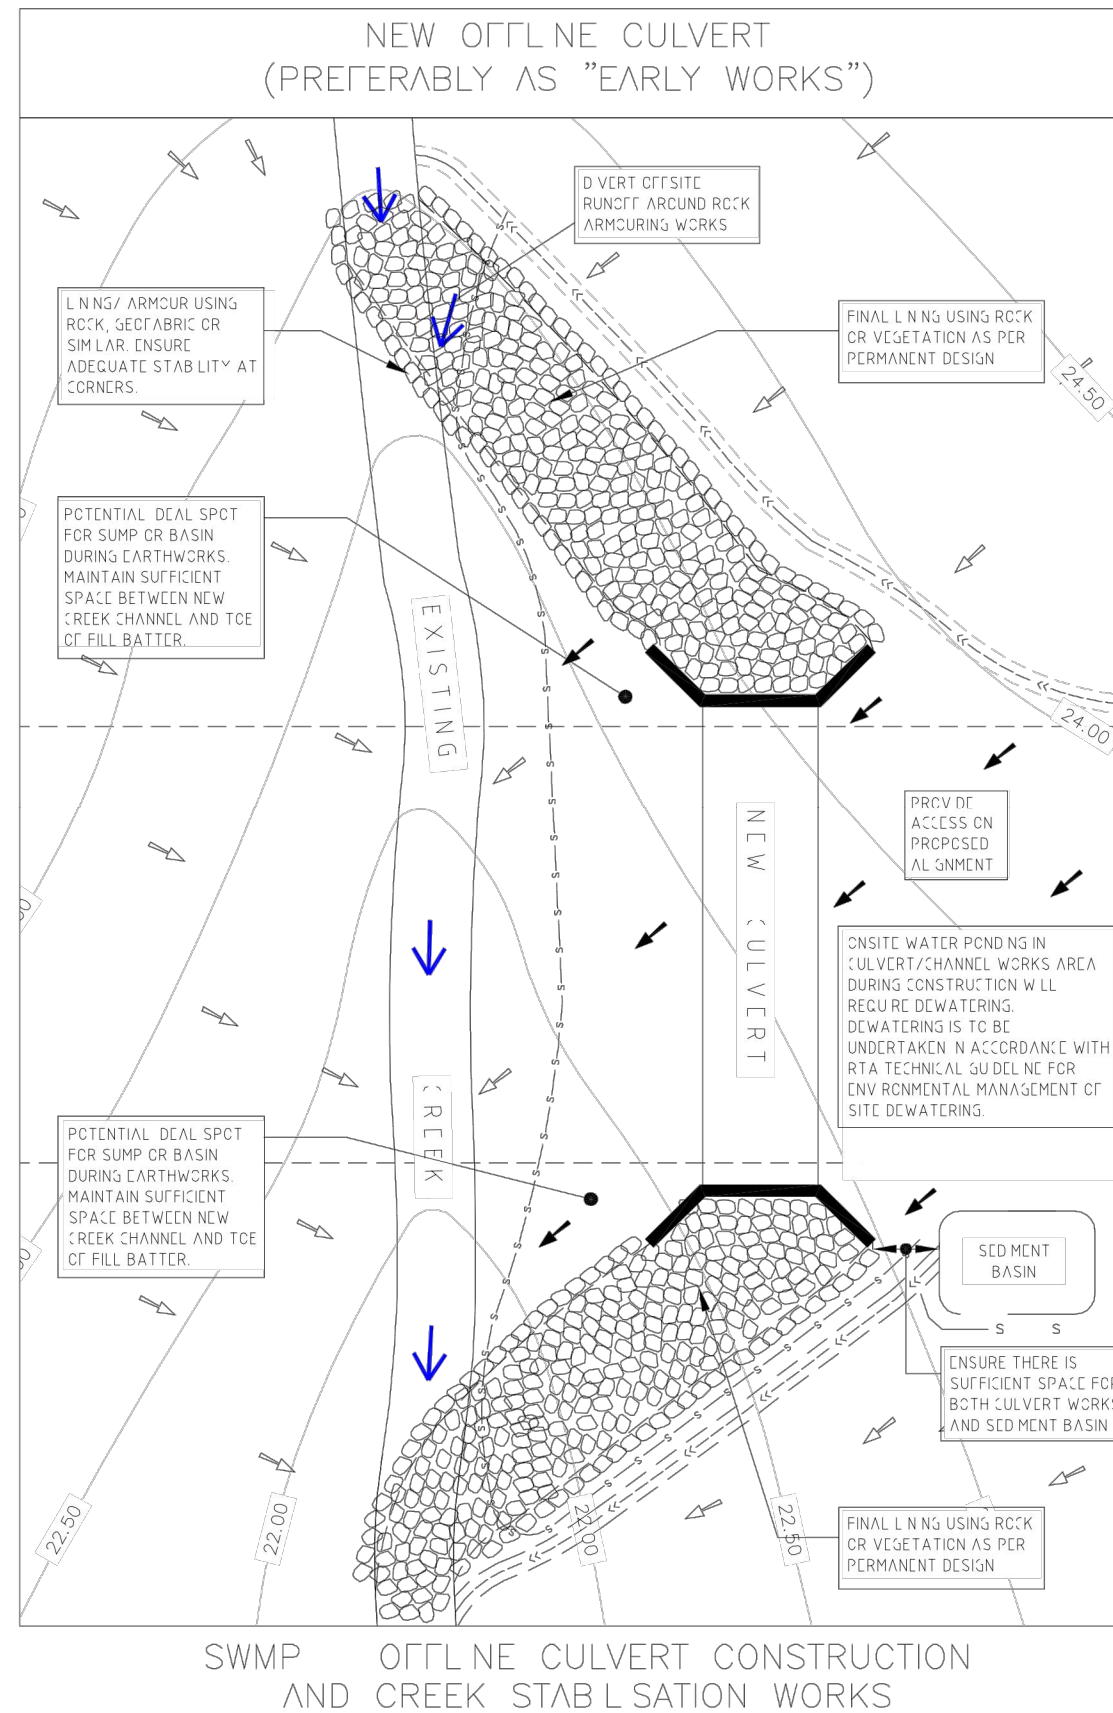 NEW OFFLINE CULVERT
(PREFERABLY AS "EARLY WORKS")
DIVERT OFFSITE
RUNOFF AROUND ROCK
ARMOURING WORKS
LINING/ ARMOUR USING
ROCK, GEOFABRIC OR
SIMILAR. ENSURE
ADEQUATE STABILITY AT
CORNERS.
FINAL LINING USING ROCK
OR VEGETATION AS PER
PERMANENT DESIGN
24.50
POTENTIAL IDEAL SPOT
FOR SUMP OR BASIN
DURING EARTHWORKS.
MAINTAIN SUFFICIENT
SPACE BETWEEN NEW
CREEK CHANNEL AND TOE
OF FILL BATTER.
EXISTING
24.00
PROVIDE
ACCESS ON
PROPOSED
ALIGNMENT
NEW CULVERT
ONSITE WATER PONDING IN
CULVERT/CHANNEL WORKS AREA
DURING CONSTRUCTION WILL
REQUIRE DEWATERING.
DEWATERING IS TO BE
UNDERTAKEN IN ACCORDANCE WITH
RTA TECHNICAL GUIDELINE FOR
ENVIRONMENTAL MANAGEMENT OF
SITE DEWATERING.
CREEK
POTENTIAL IDEAL SPOT
FOR SUMP OR BASIN
DURING EARTHWORKS.
MAINTAIN SUFFICIENT
SPACE BETWEEN NEW
CREEK CHANNEL AND TOE
OF FILL BATTER.
SEDIMENT
BASIN
S S
ENSURE THERE IS
SUFFICIENT SPACE FOR
BOTH CULVERT WORKS
AND SEDIMENT BASIN
22.50
22.00
22.00
22.50
FINAL LINING USING ROCK
OR VEGETATION AS PER
PERMANENT DESIGN
SWMP OFFLINE CULVERT CONSTRUCTION
AND CREEK STABILISATION WORKS